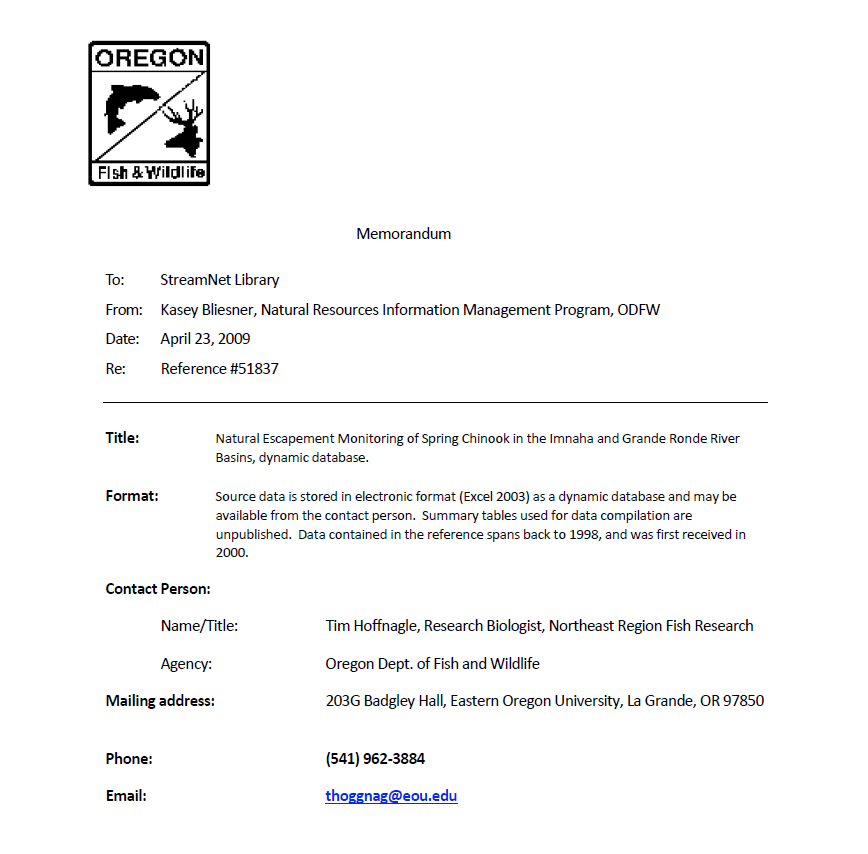 OREGON
Fish & Wildlife
Memorandum
To: StreamNet Library
From: Kasey Bliesner, Natural Resources Information Management Program, ODFW
Date: April 23, 2009
Re: Reference #51837
Title: Natural Escapement Monitoring of Spring Chinook in the Imnaha and Grande Ronde River
Basins, dynamic database.
Format: Source data is stored in electronic format (Excel 2003) as a dynamic database and may be
available from the contact person. Summary tables used for data compilation are
unpublished. Data contained in the reference spans back to 1998, and was first received in
2000.
Contact Person:
Name/Title: Tim Hoffnagle, Research Biologist, Northeast Region Fish Research
Agency: Oregon Dept. of Fish and Wildlife
Mailing address: 203G Badgley Hall, Eastern Oregon University, La Grande, OR 97850
Phone: (541) 962-3884
Email: thoggnag@eou.edu